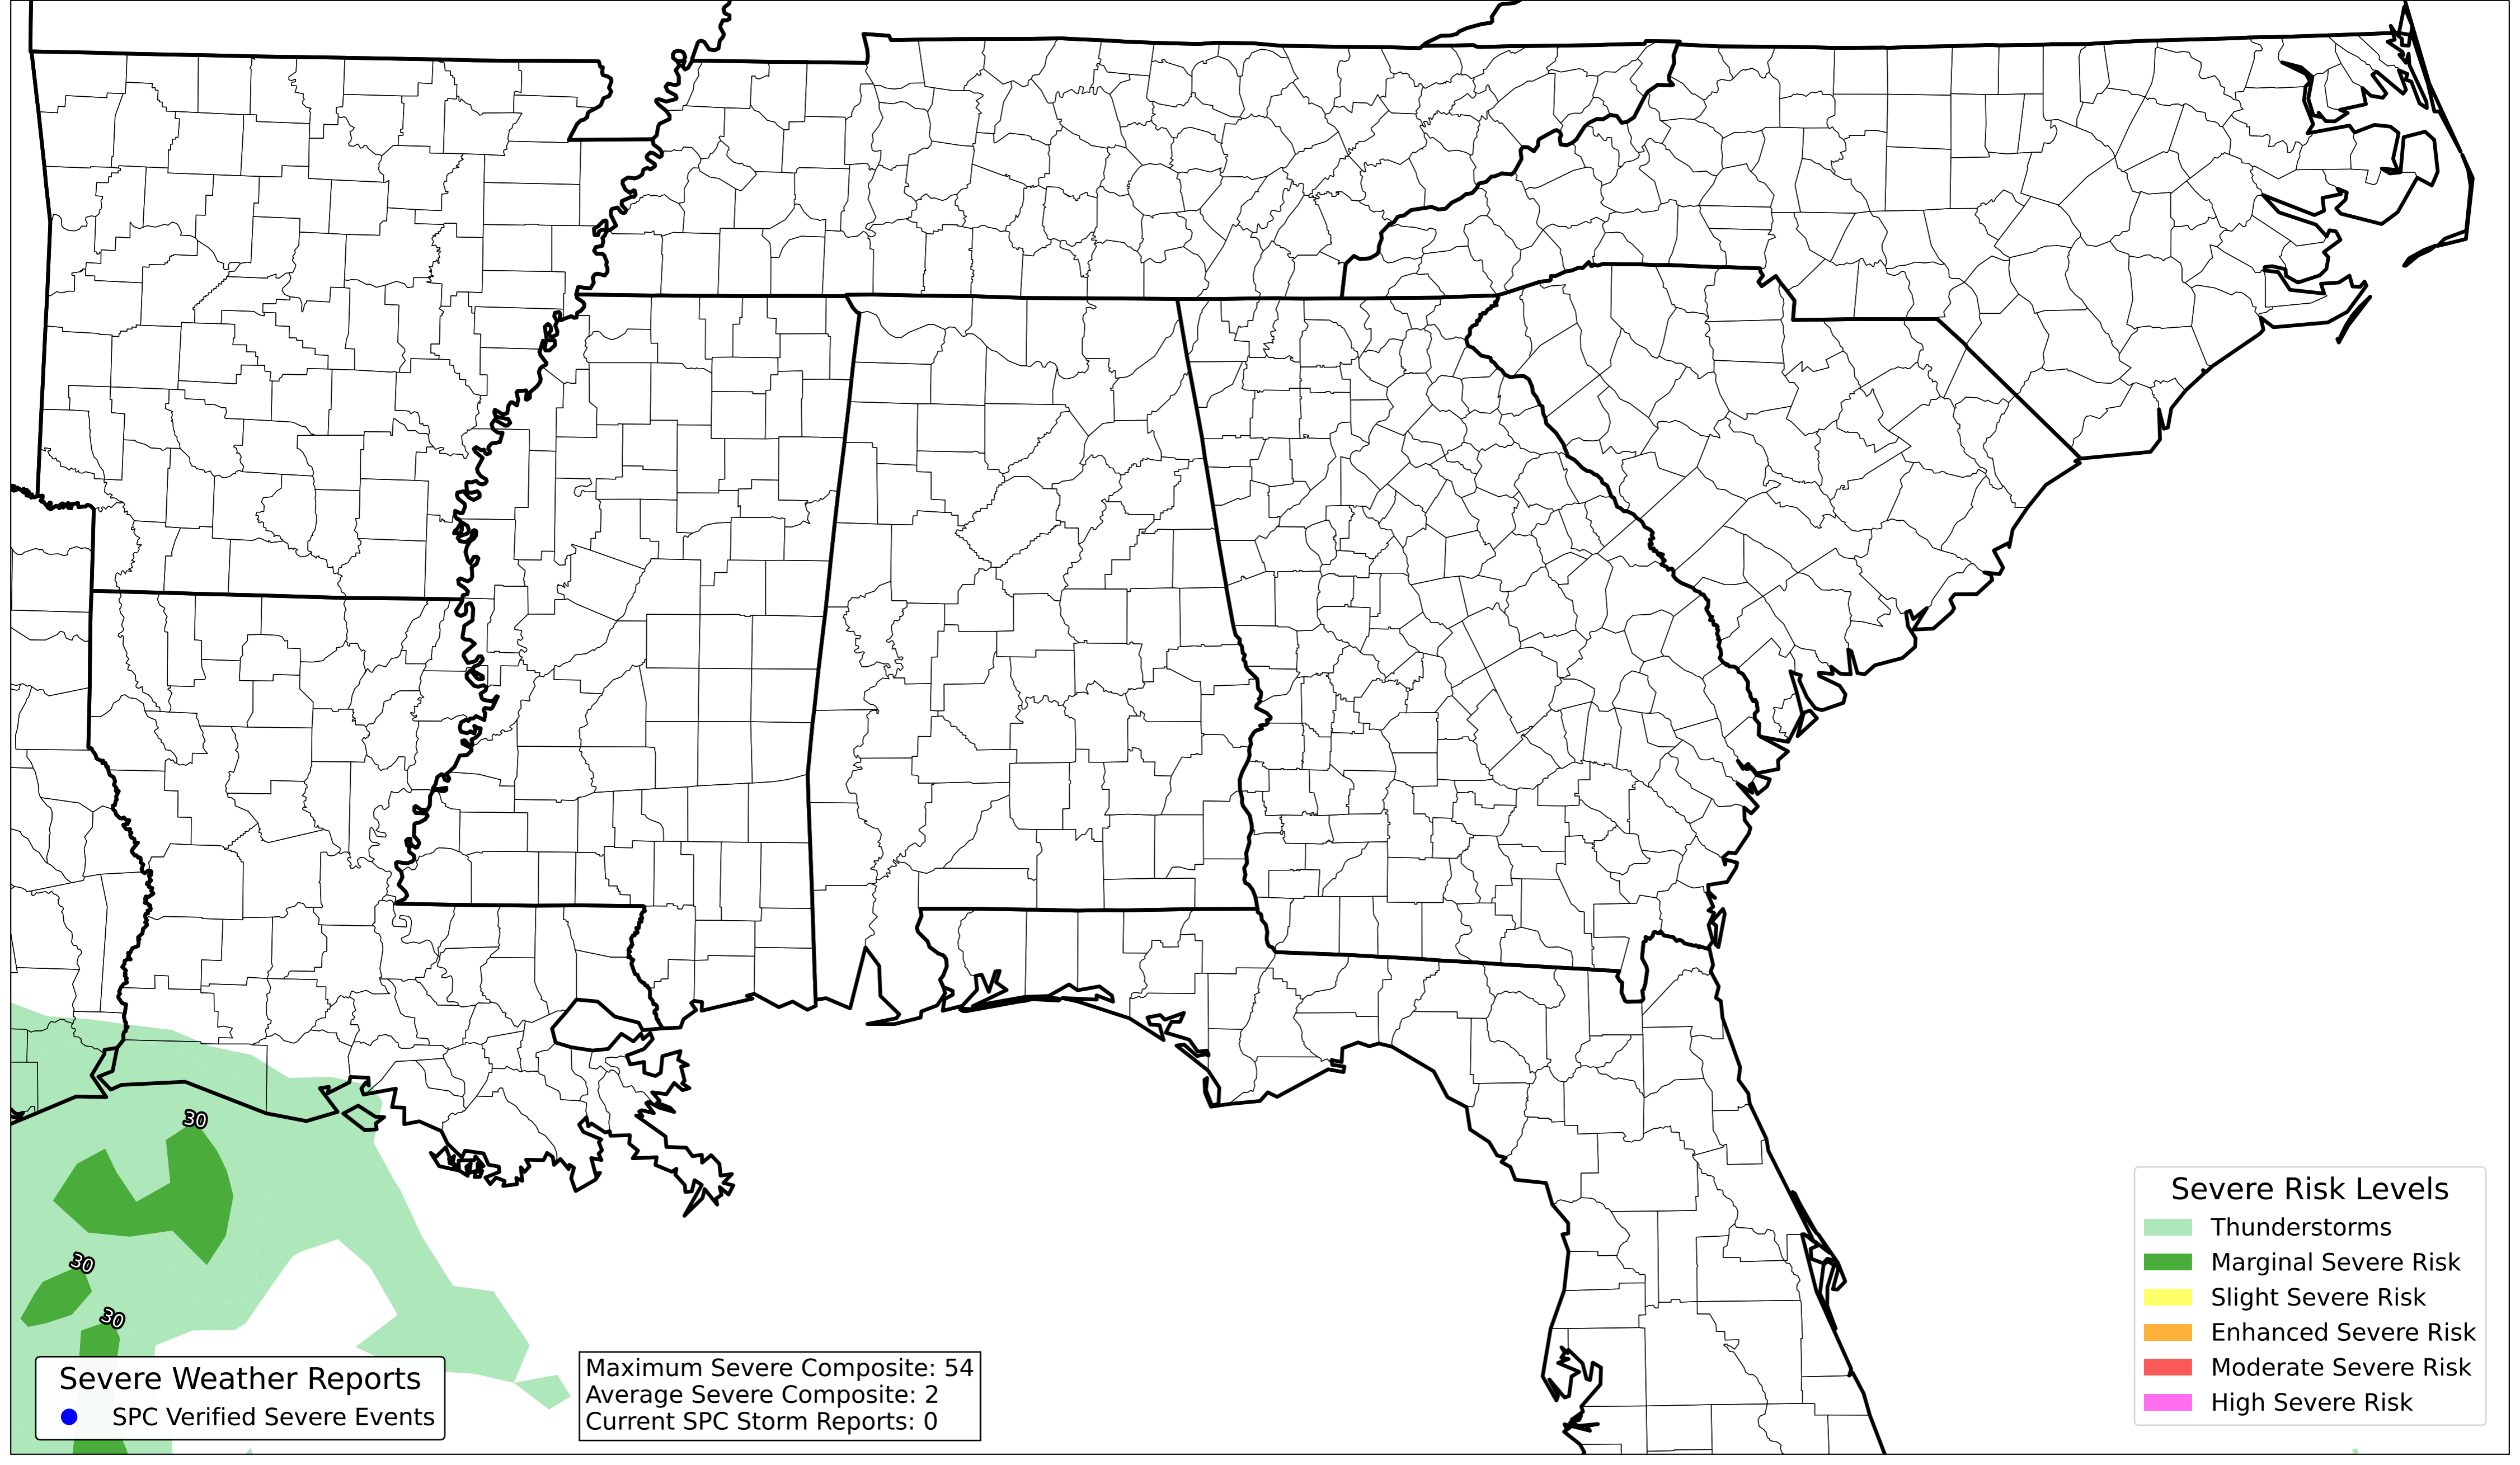 30
30
30
Severe Weather Reports
SPC Verified Severe Events
Maximum Severe Composite: 54
Average Severe Composite: 2
Current SPC Storm Reports: 0
Severe Risk Levels
Thunderstorms
Marginal Severe Risk
Slight Severe Risk
Enhanced Severe Risk
Moderate Severe Risk
High Severe Risk